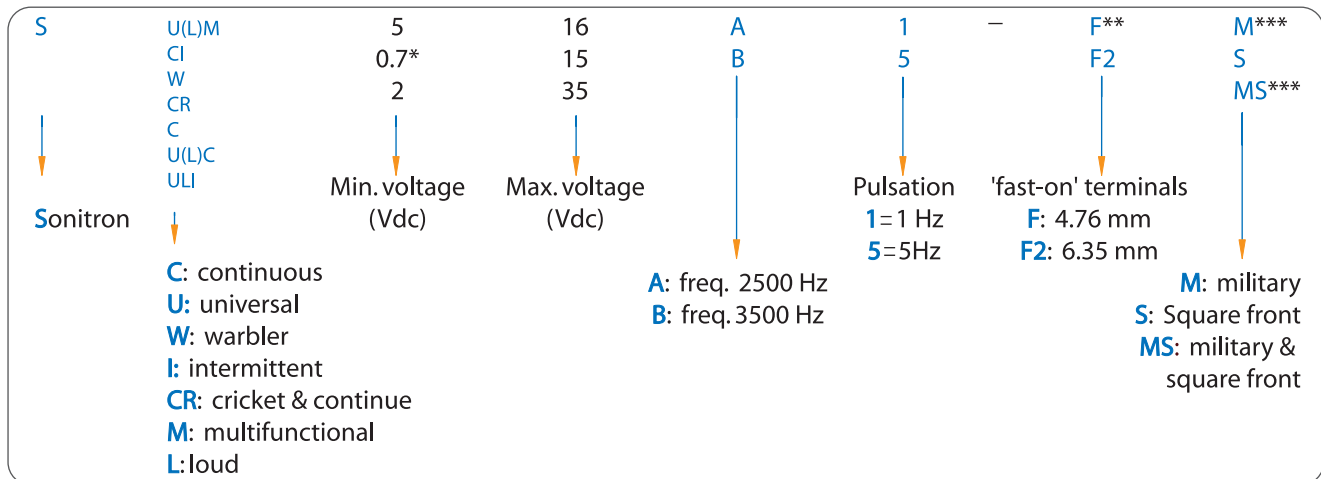 S U(L)M 5 16 A 1 – F** M***
CI 0.7* 15 B 5 F2 S
W 2 35 MS***
CR
C
U(L)C
ULI
Min. voltage Max. voltage Pulsation 'fast-on' terminals
Sonitron (Vdc) (Vdc) 1=1 Hz F: 4.76 mm
5=5Hz F2: 6.35 mm
C: continuous A: freq. 2500 Hz M: military
U: universal B: freq. 3500 Hz S: Square front
W: warbler MS: military &
I: intermittent square front
CR: cricket & continue
M: multifunctional
L:loud